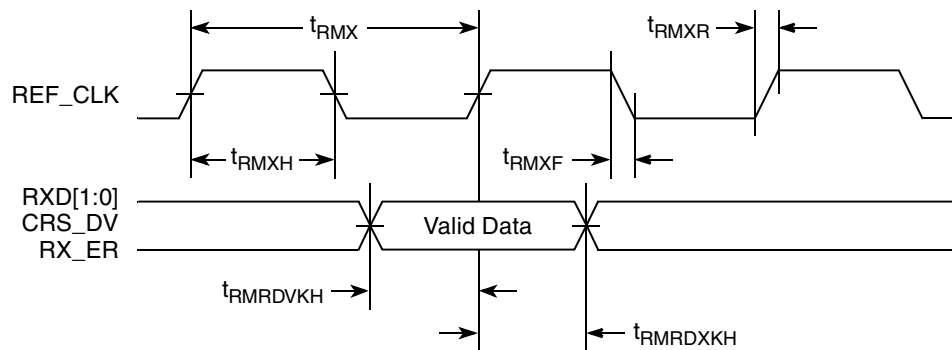 tRMX
tRMXR
REF_CLK
tRMXH
tRMXF
RXD[1:0]
CRS_DV
RX_ER
Valid Data
tRMRDVKH
tRMRDXKH